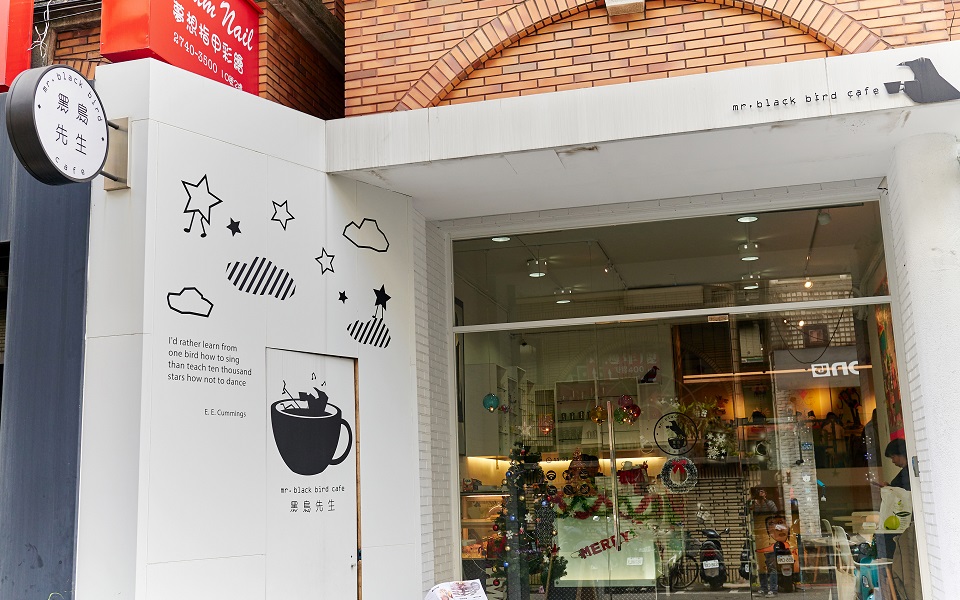 um Nail
夢想指甲彩繪
2740-3600
mr. black bird
黑鳥
先生
cafe
mr. black bird cafe
I'd rather learn from
one bird how to sing
than teach ten thousand
stars how not to dance
E. E. Cummings
mr. black bird cafe
黑鳥先生
MERRY